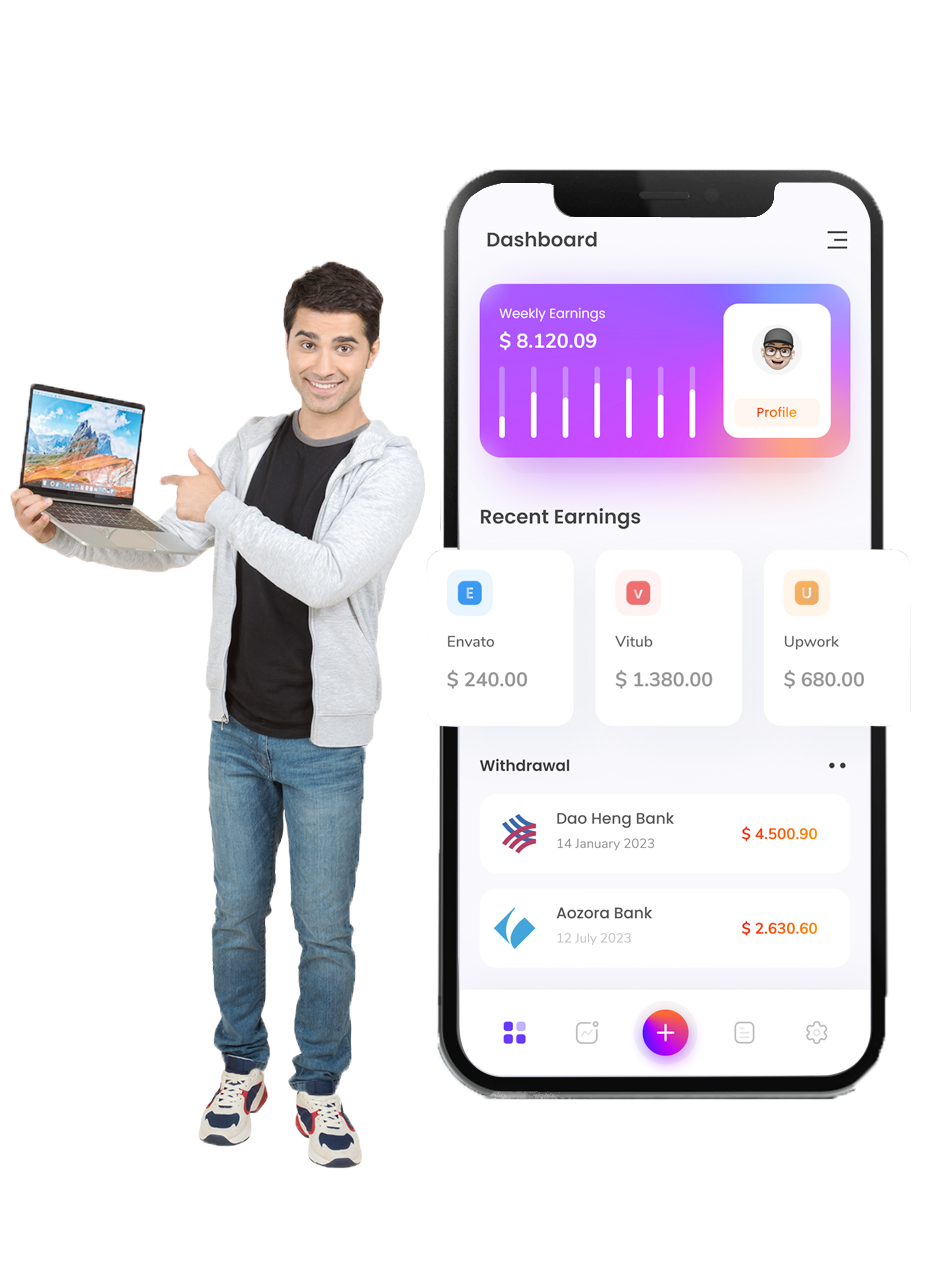 Dashboard
Weekly Earnings
$ 8.120.09
Profile
Recent Earnings
E
Envato
$ 240.00
V
Vitub
$ 1.380.00
U
Upwork
$ 680.00
Withdrawal
Dao Heng Bank
14 January 2023
$ 4.500.90
Aozora Bank
12 July 2023
$ 2.630.60